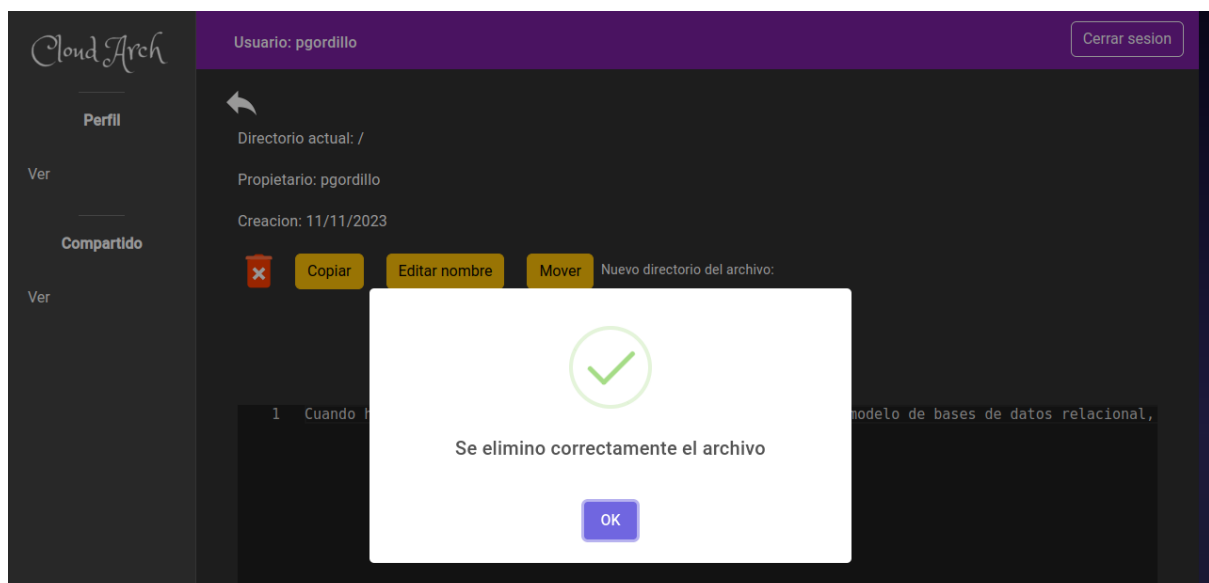 Cloud Arch
Usuario: pgordillo
Cerrar sesion
Perfil
Ver
Compartido
Ver
Directorio actual: /
Propietario: pgordillo
Creacion: 11/11/2023
Copiar
Editar nombre
Mover
Nuevo directorio del archivo:
1 Cuando modelo de bases de datos relacional,
Se elimino correctamente el archivo
OK